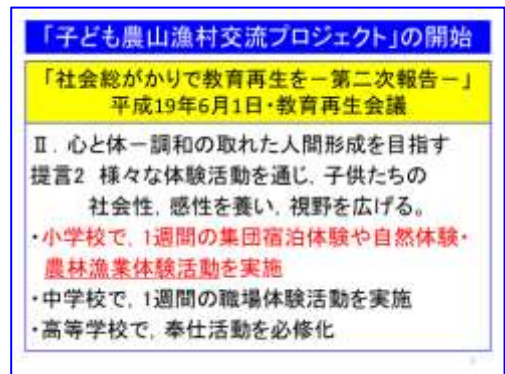 「子ども農山漁村交流プロジェクト」の開始
「社会総がかりで教育再生を－第二次報告－」
平成19年6月1日・教育再生会議
Ⅱ．心と体－調和の取れた人間形成を目指す
提言2 様々な体験活動を通じ，子供たちの
社会性，感性を養い，視野を広げる。
・小学校で，1週間の集団宿泊体験や自然体験・
農林漁業体験活動を実施
・中学校で，1週間の職場体験活動を実施
・高等学校で，奉仕活動を必修化